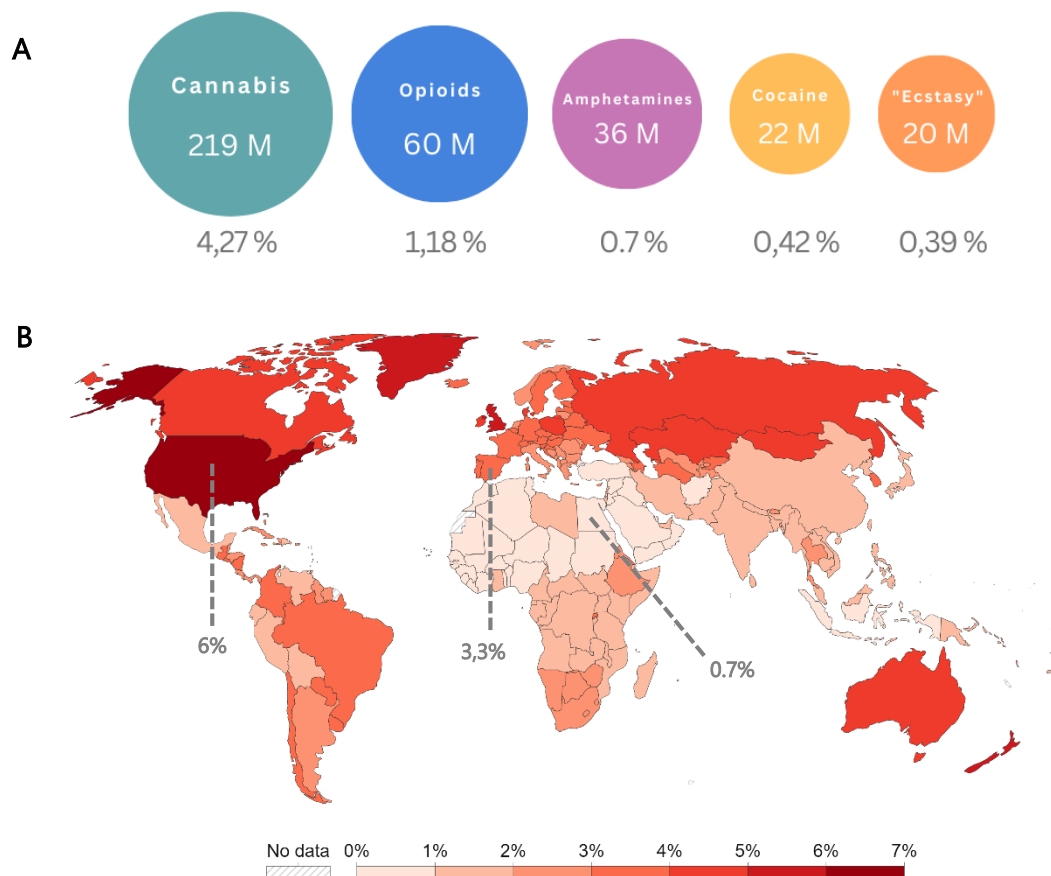 A
Cannabis
219 M
Opioids
60 M
Amphetamines
36 M
Cocaine
22 M
"Ecstasy"
20 M
4,27 %
1,18 %
0.7 %
0,42 %
0,39 %
B
6%
3,3%
0.7%
No data 0% 1% 2% 3% 4% 5% 6% 7%